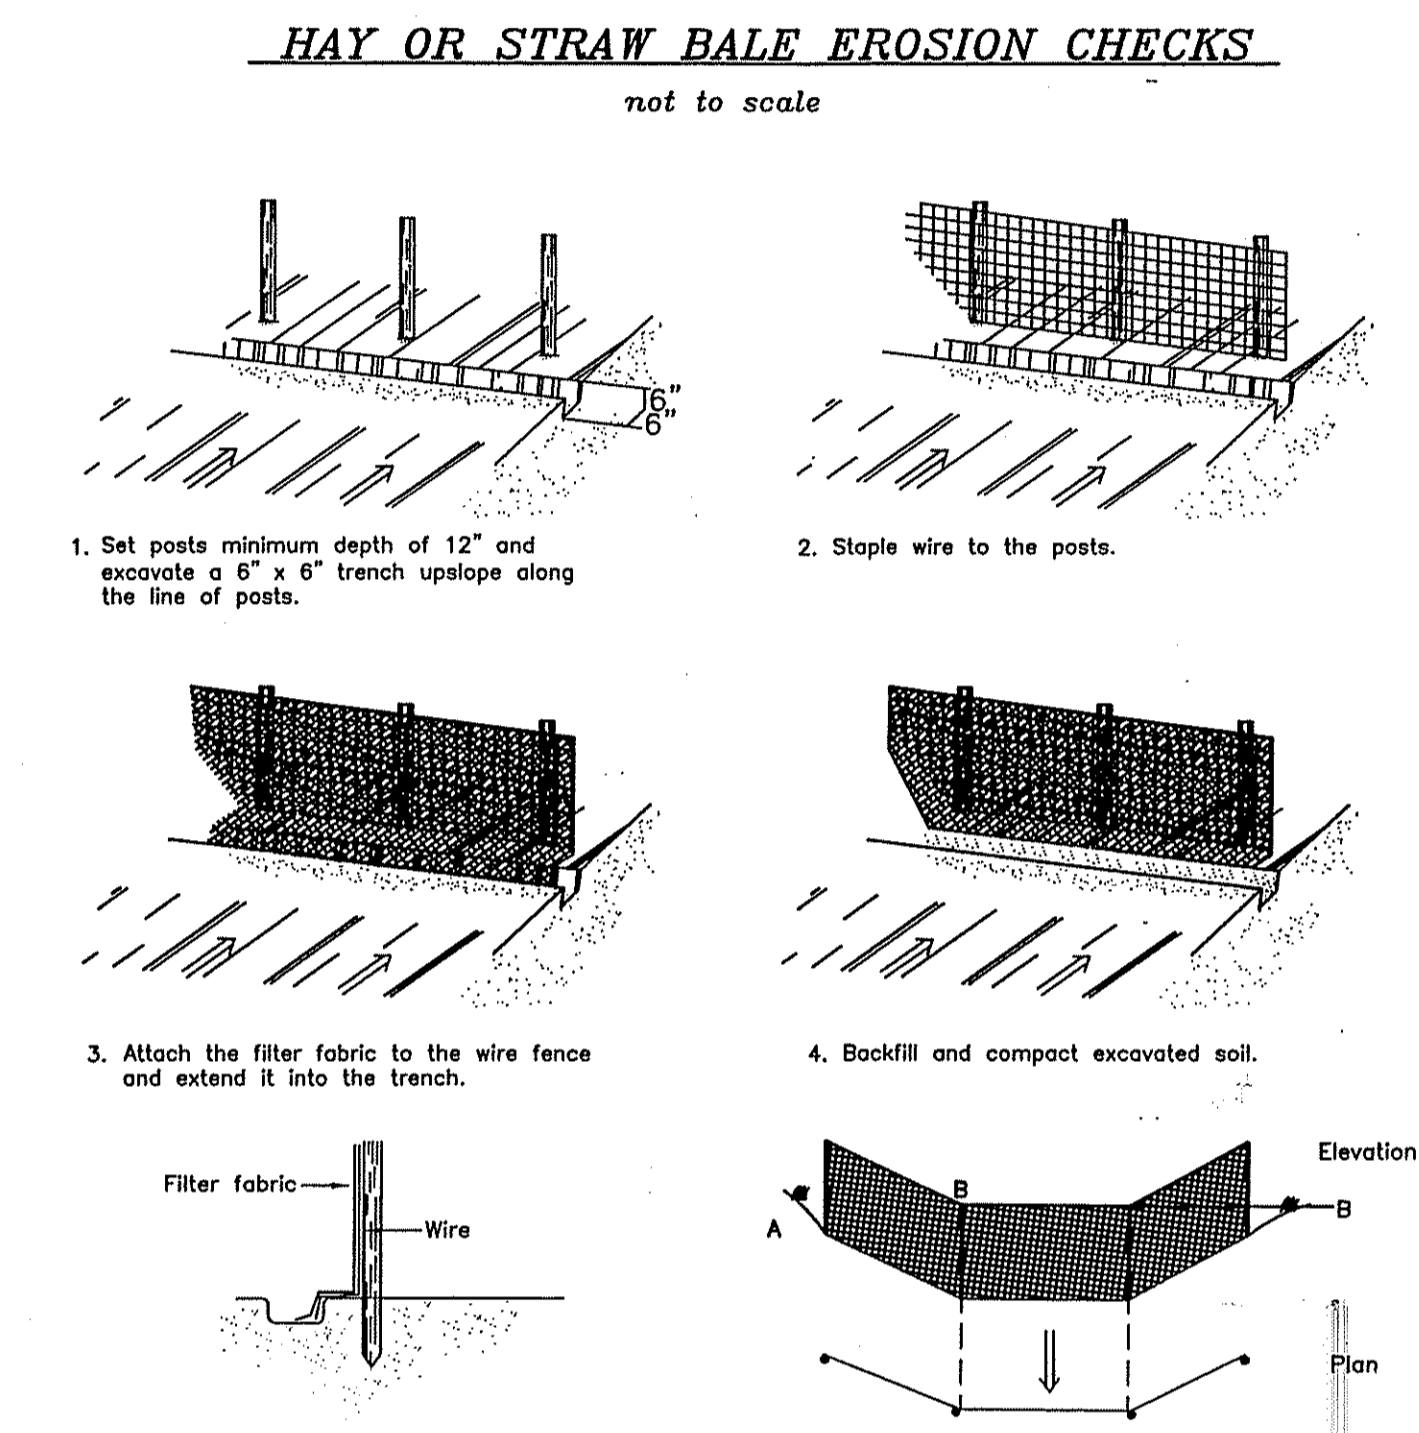 HAY OR STRAW BALE EROSION CHECKS
not to scale
6"
6"
1. Set posts minimum depth of 12" and
excavate a 6" x 6" trench upslope along
the line of posts.
2. Staple wire to the posts.
3. Attach the filter fabric to the wire fence
and extend it into the trench.
4. Backfill and compact excavated soil.
Filter fabric
Wire
Elevation
B
B
A
Plan